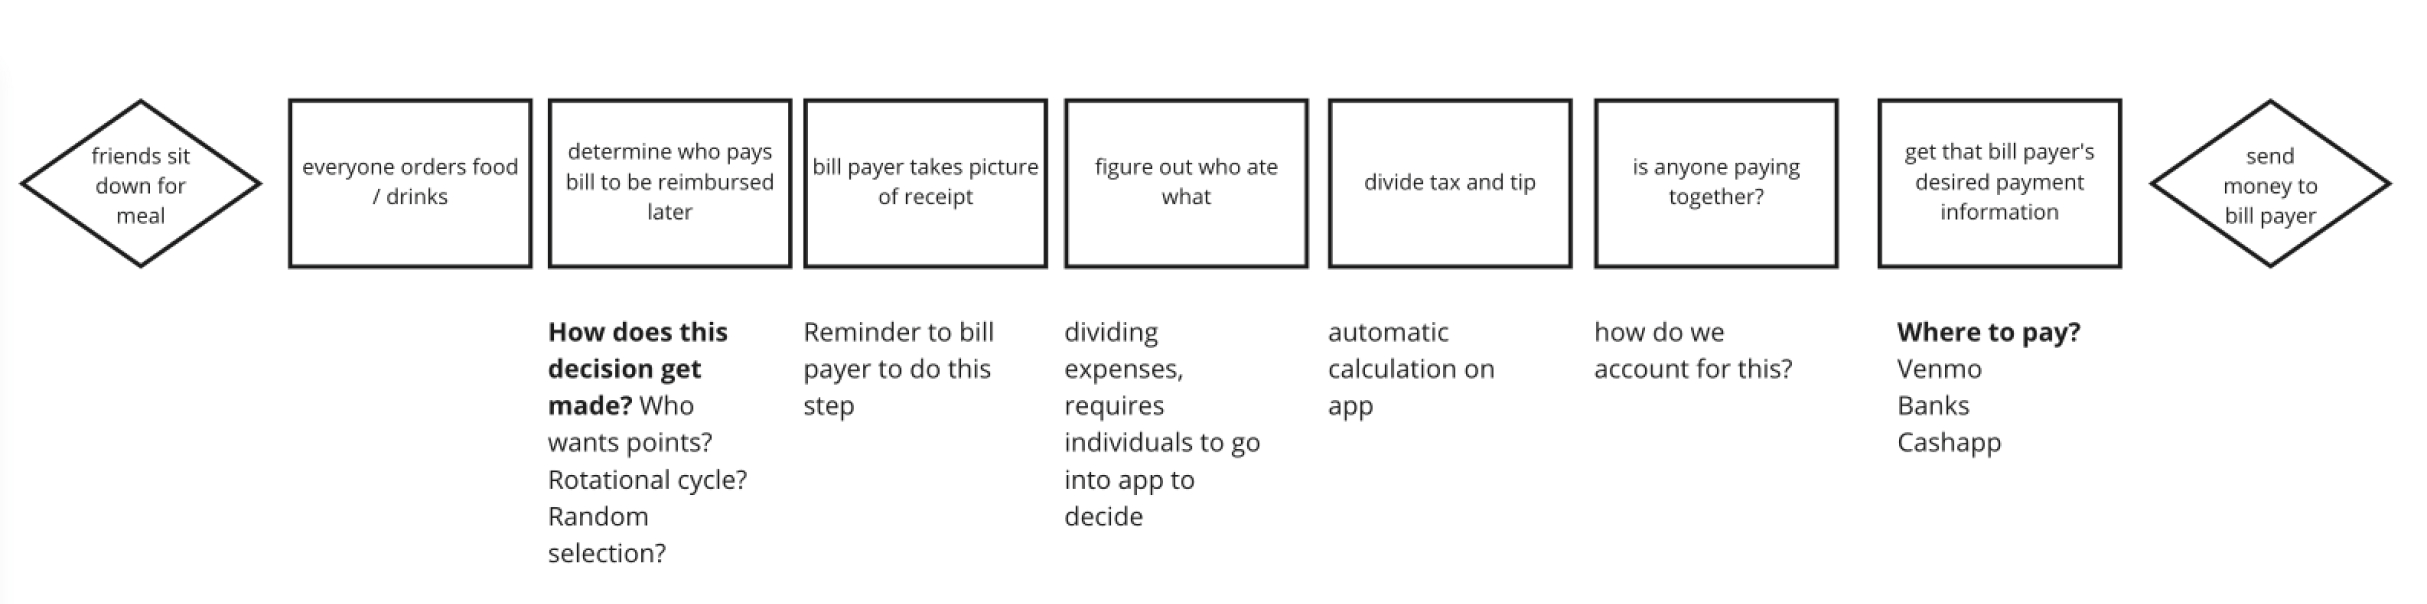 friends sit
down for
meal
everyone orders food
/ drinks
determine who pays
bill to be reimbursed
later
bill payer takes picture
of receipt
figure out who ate
what
divide tax and tip
is anyone paying
together?
get that bill payer's
desired payment
information
send
money to
bill payer
How does this
decision get
made? Who
wants points?
Rotational cycle?
Random
selection?
Reminder to bill
payer to do this
step
dividing
expenses,
requires
individuals to go
into app to
decide
automatic
calculation on
app
how do we
account for this?
Where to pay?
Venmo
Banks
Cashapp